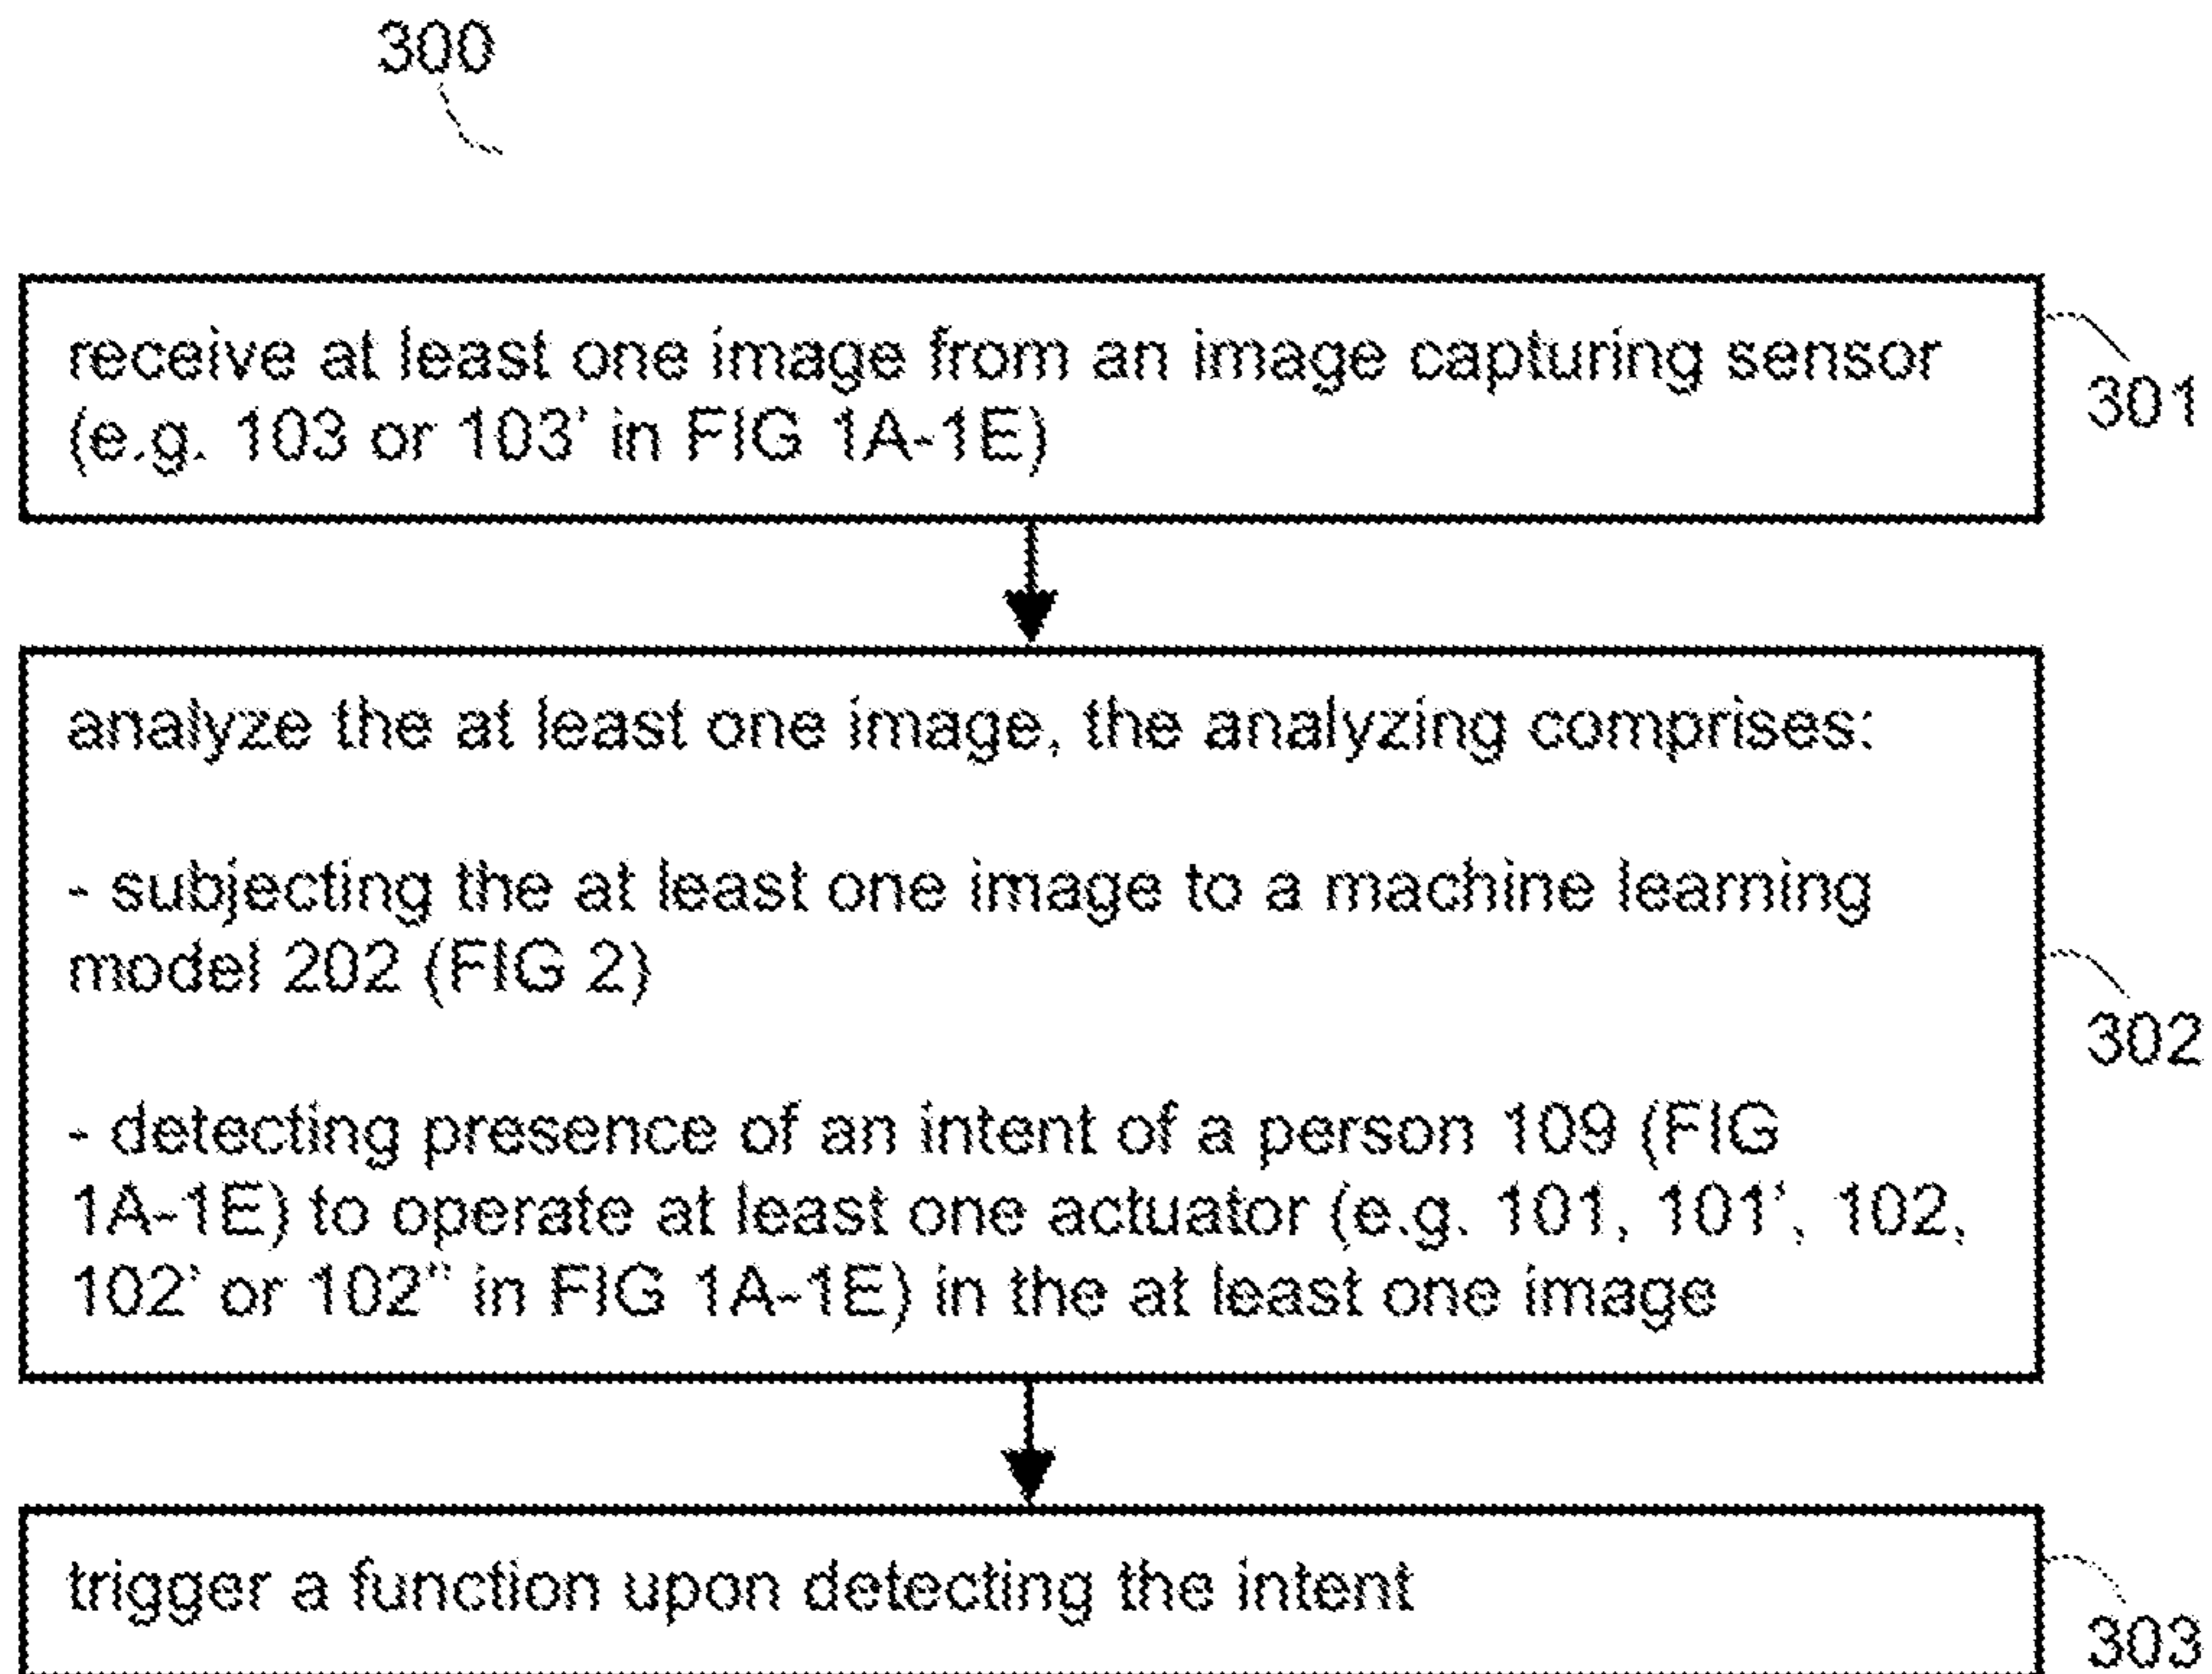 300
receive at least one image from an image capturing sensor
(e.g. 103 or 103' in FIG 1A-1E)
301
analyze the at least one image, the analyzing comprises:
- subjecting the at least one image to a machine learning
model 202 (FIG 2)
302
- detecting presence of an intent of a person 109 (FIG
1A-1E) to operate at least one actuator (e.g. 101, 101', 102,
102' or 102'' in FIG 1A-1E) in the at least one image
trigger a function upon detecting the intent
303